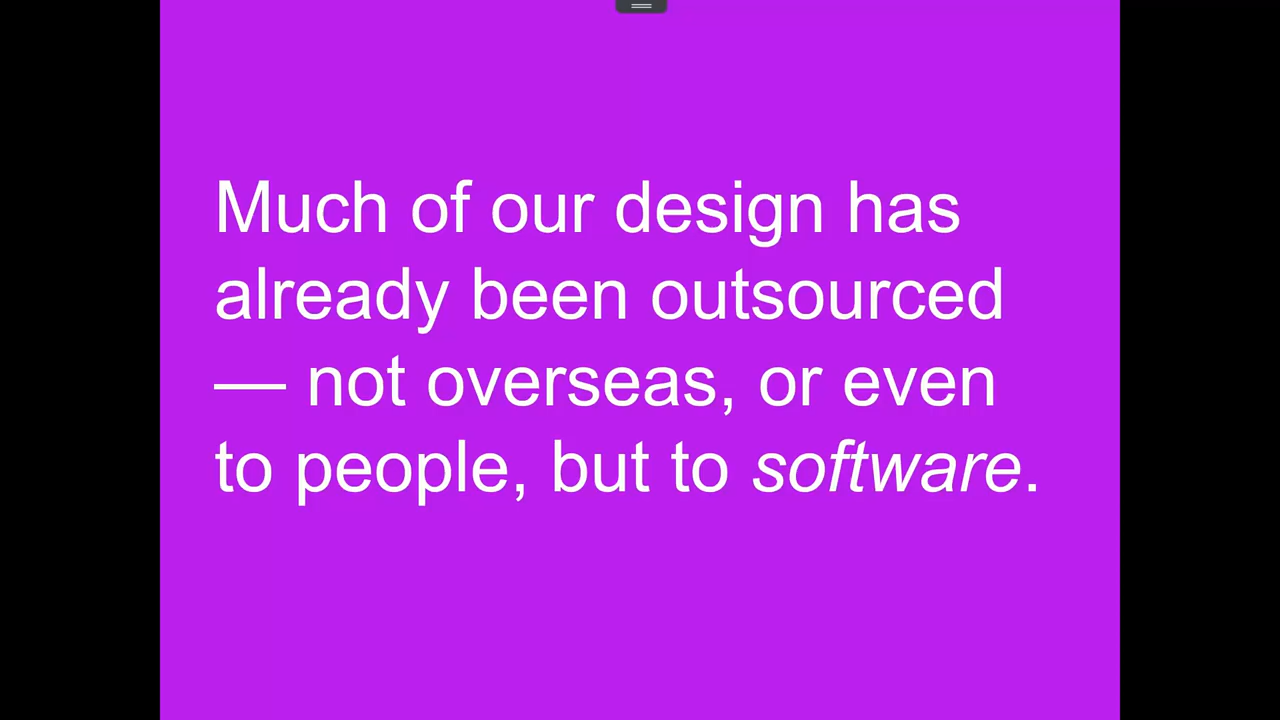 Much of our design has
already been outsourced
— not overseas, or even
to people, but to software.